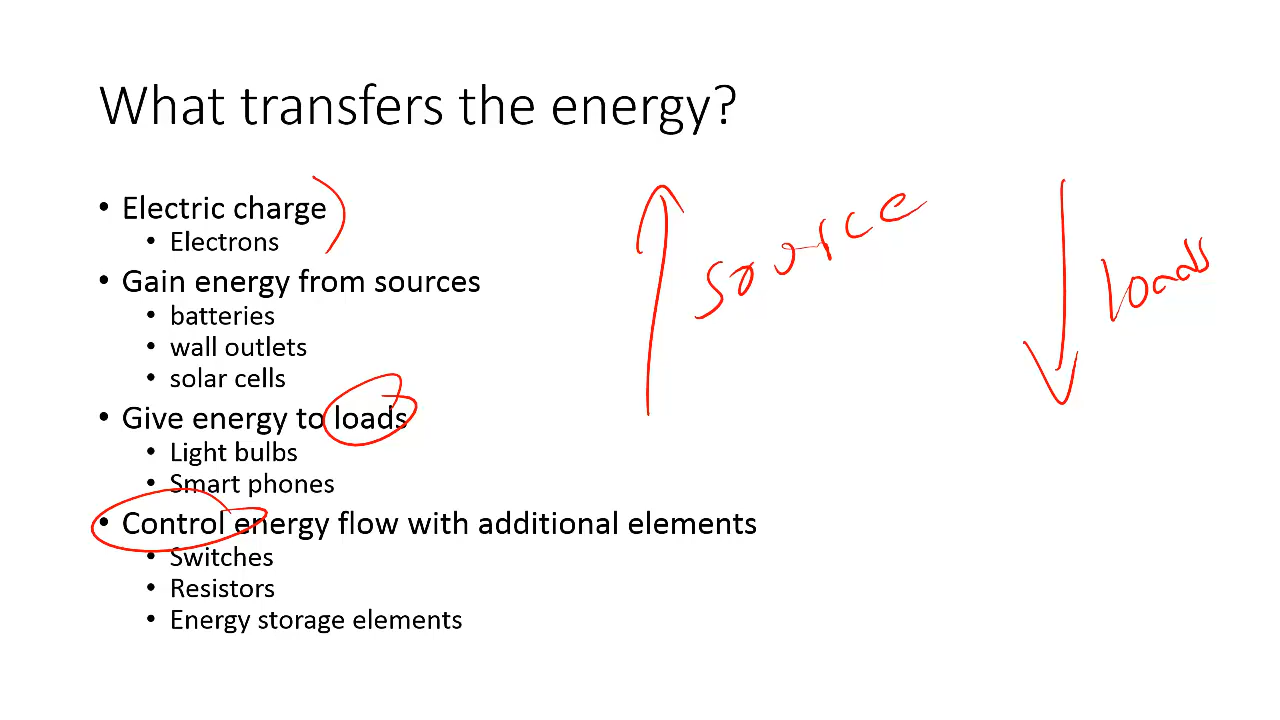 What transfers the energy?
• Electric charge
• Electrons
• Gain energy from sources
• batteries
• wall outlets
• solar cells
• Give energy to loads
• Light bulbs
• Smart phones
• Control energy flow with additional elements
• Switches
• Resistors
• Energy storage elements
source
loads